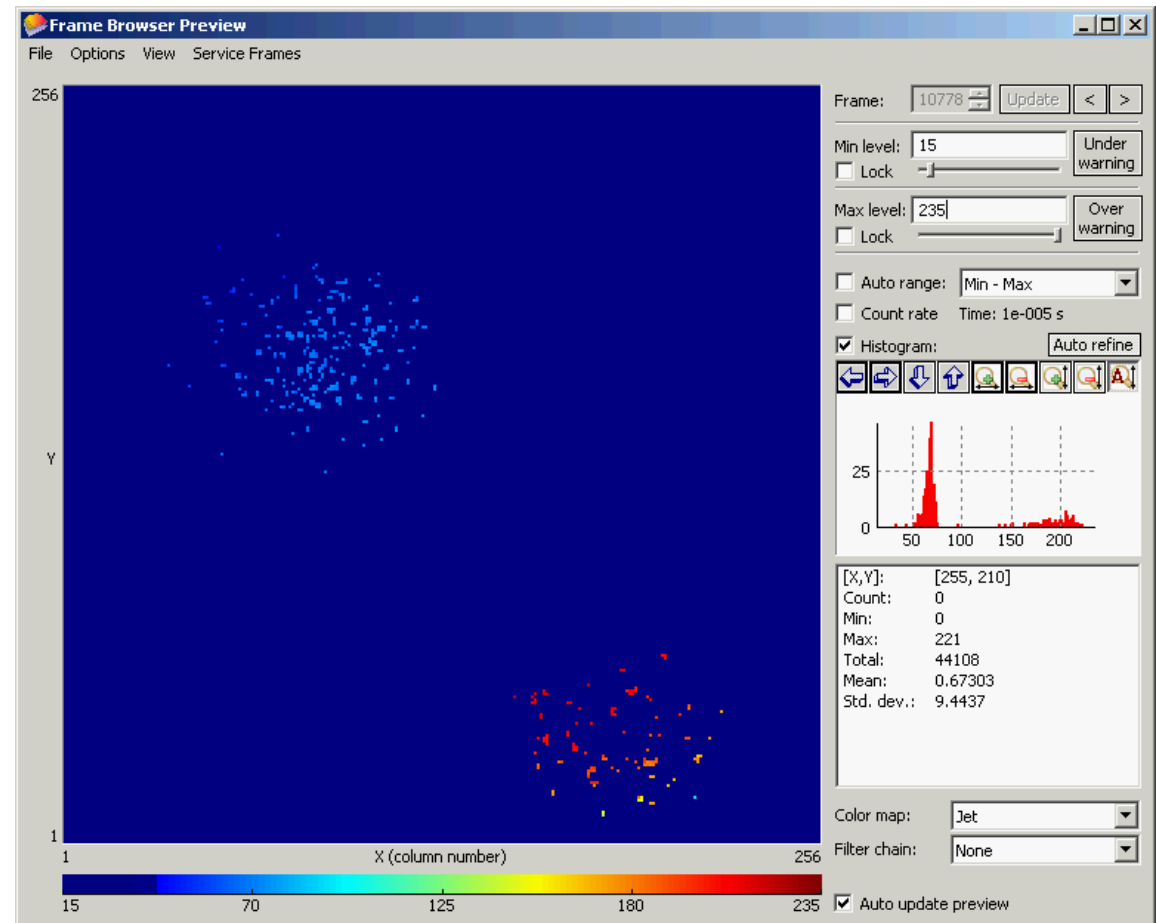 Frame Browser Preview
File Options View Service Frames
256
Y
1
1 X (column number) 256
15 70 125 180 235
Frame: 10778 Update < >
Min level: 15 Under warning
Lock
Max level: 235 Over warning
Lock
Auto range: Min - Max
Count rate Time: 1e-005 s
Histogram: Auto refine
A
25
0
50 100 150 200
[X,Y]: [255, 210]
Count: 0
Min: 0
Max: 221
Total: 44108
Mean: 0.67303
Std. dev.: 9.4437
Color map: Jet
Filter chain: None
Auto update preview